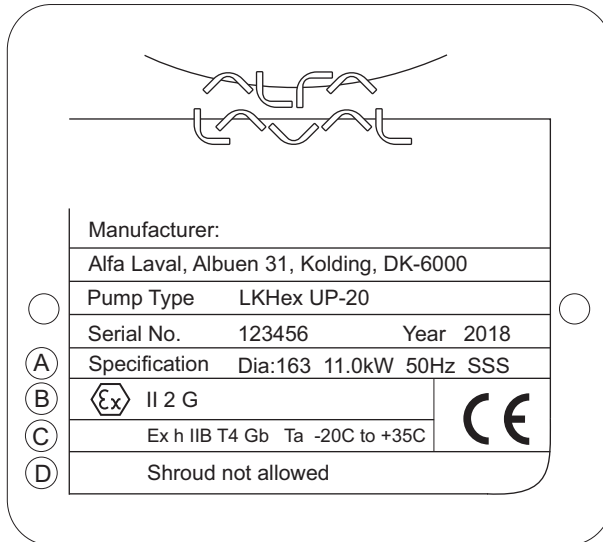 ALFA
LAVAL
Manufacturer:
Alfa Laval, Albuen 31, Kolding, DK-6000
Pump Type LKHex UP-20
Serial No. 123456 Year 2018
A Specification Dia:163 11.0kW 50Hz SSS
B Ex II 2 G CE
C Ex h IIB T4 Gb Ta -20C to +35C
D Shroud not allowed